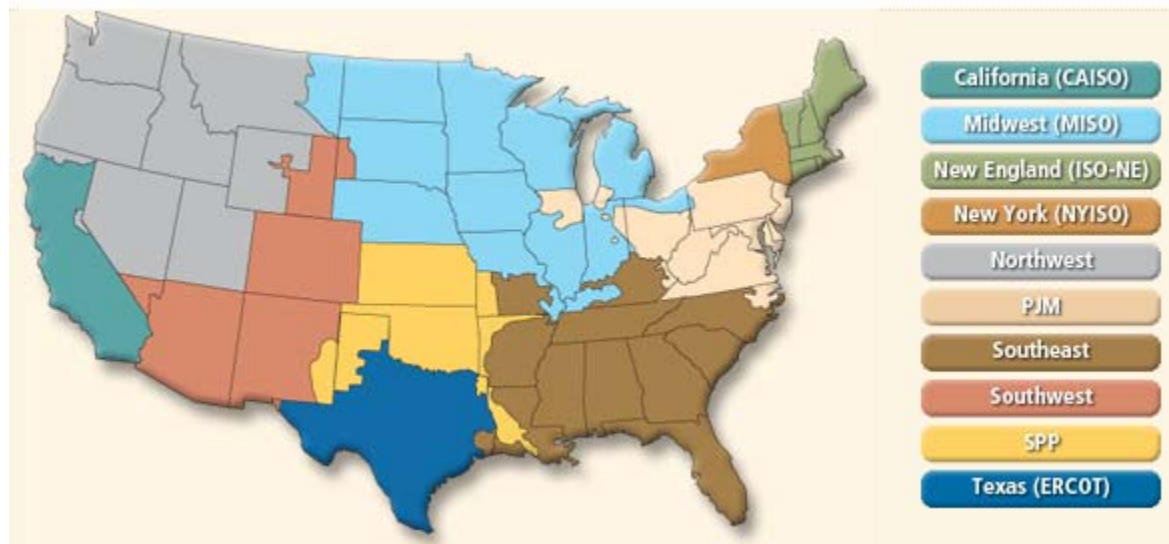 California (CAISO)
Midwest (MISO)
New England (ISO-NE)
New York (NYISO)
Northwest
PJM
Southeast
Southwest
SPP
Texas (ERCOT)